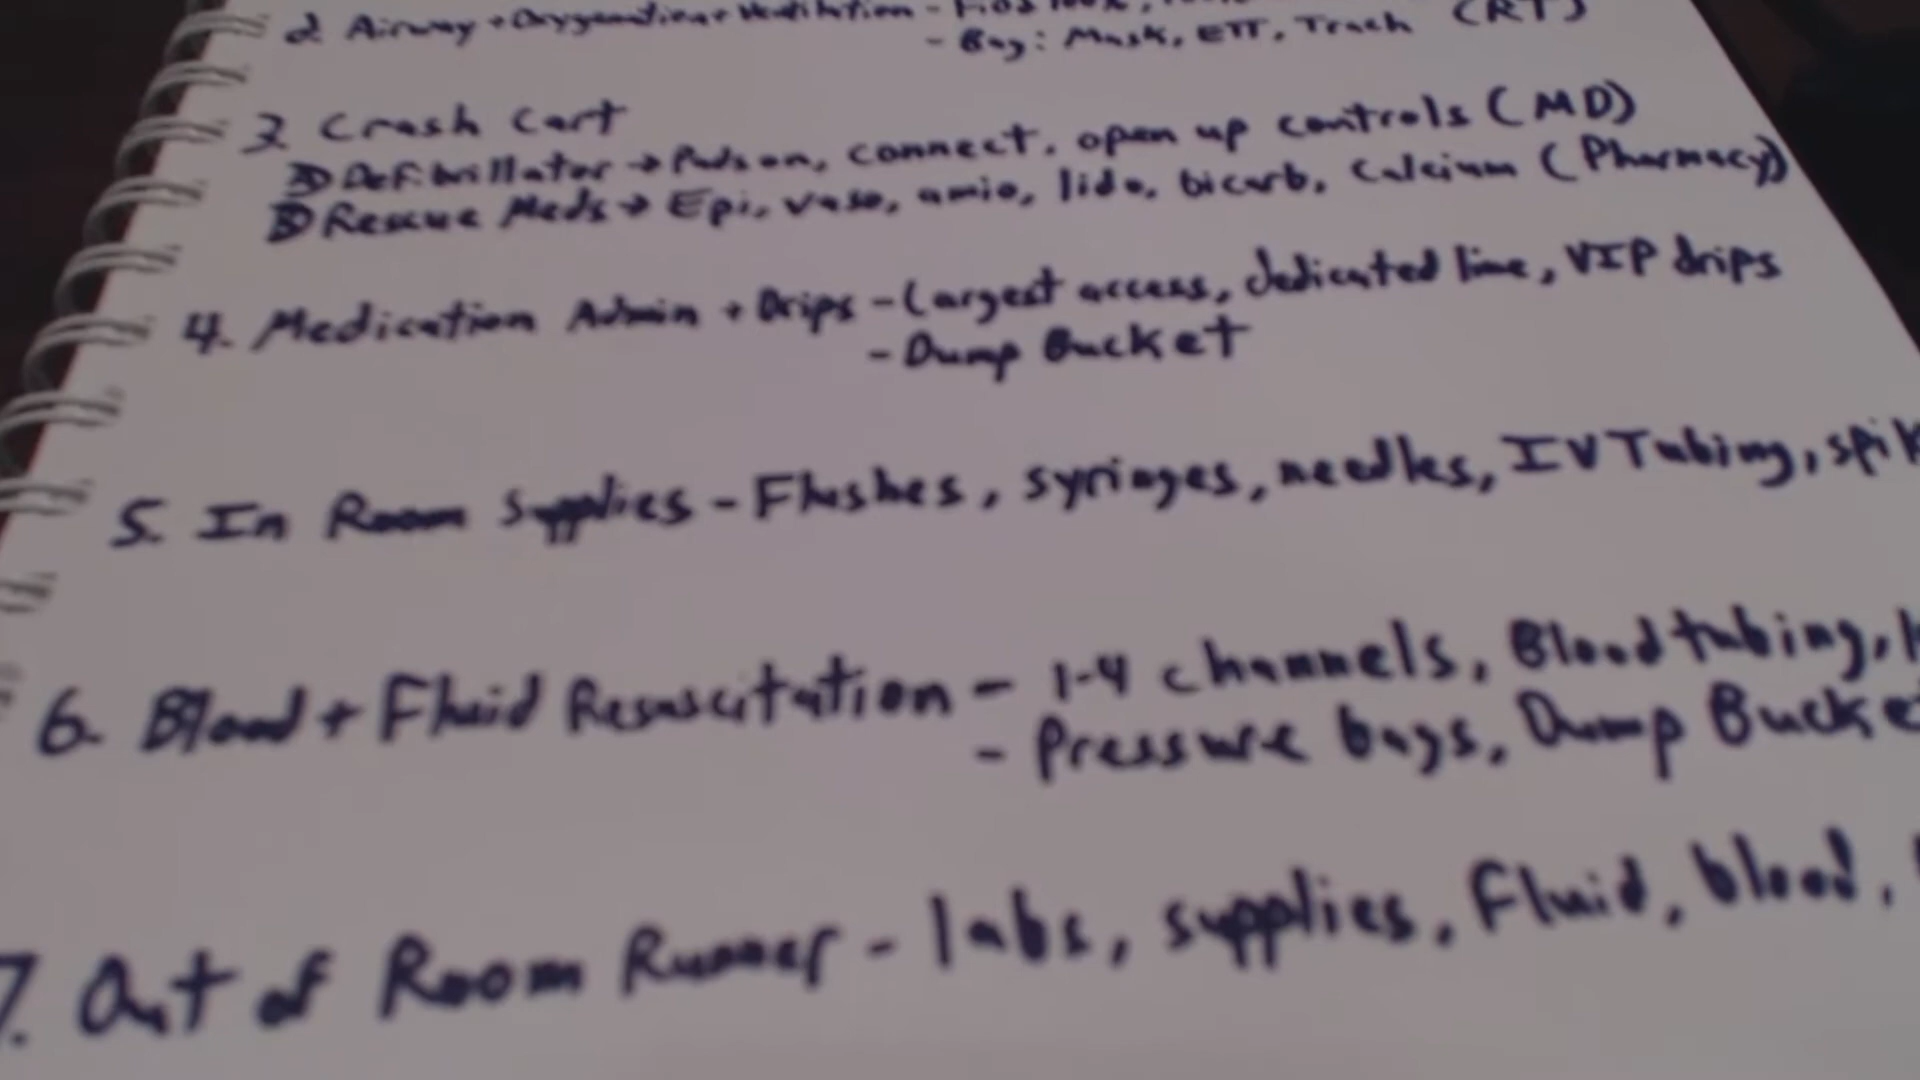 2. Airway + Oxygenation + Ventilation -
- Bag: Mask, ETT, Trach (RT)
3. Crash Cart
Defibrillator → Pads on, connect, open up controls (MD)
Rescue Meds → Epi, vaso, amio, lido, bicarb, calcium (Pharmacy)
4. Medication Admin + Drips - Largest access, dedicated line, VIP drips
- Dump Bucket
5. In Room Supplies - Flushes, syringes, needles, IV Tubing,
6. Blood + Fluid Resuscitation - 1-4 channels, Blood tubing,
- Pressure bags, Dump Bucket
7. Out of Room Runner - labs, supplies, Fluid, blood,